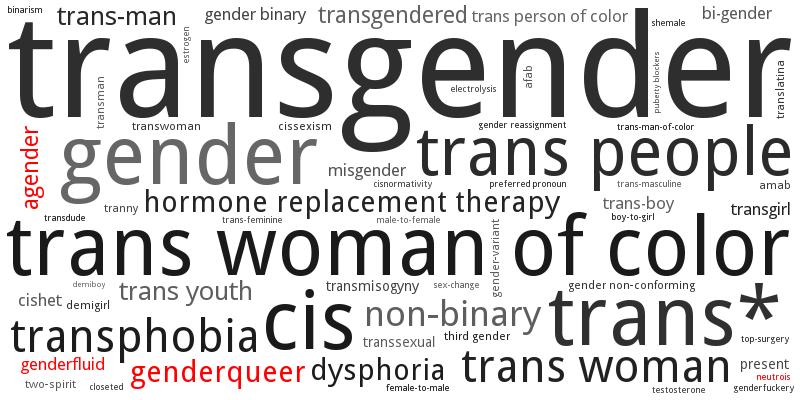 binarism
trans-man
gender binary
transgendered
trans person of color
bi-gender
shemale
estrogen
transgender
transman
electrolysis
afab
puberty blockers
translatina
transwoman
cissexism
gender reassignment
trans-man-of-color
agender
gender
misgender
trans people
cisnormativity
preferred pronoun
trans-masculine
amab
tranny
hormone replacement therapy
trans-boy
transgirl
transdude
trans-feminine
male-to-female
boy-to-girl
trans woman of color
gender-variant
demiboy
trans youth
transmisogyny
sex-change
gender non-conforming
cishet
demigirl
cis
non-binary
trans*
transphobia
transsexual
third gender
top-surgery
genderfluid
genderqueer
dysphoria
trans woman
present
neutrois
two-spirit
closeted
female-to-male
testosterone
genderfuckery